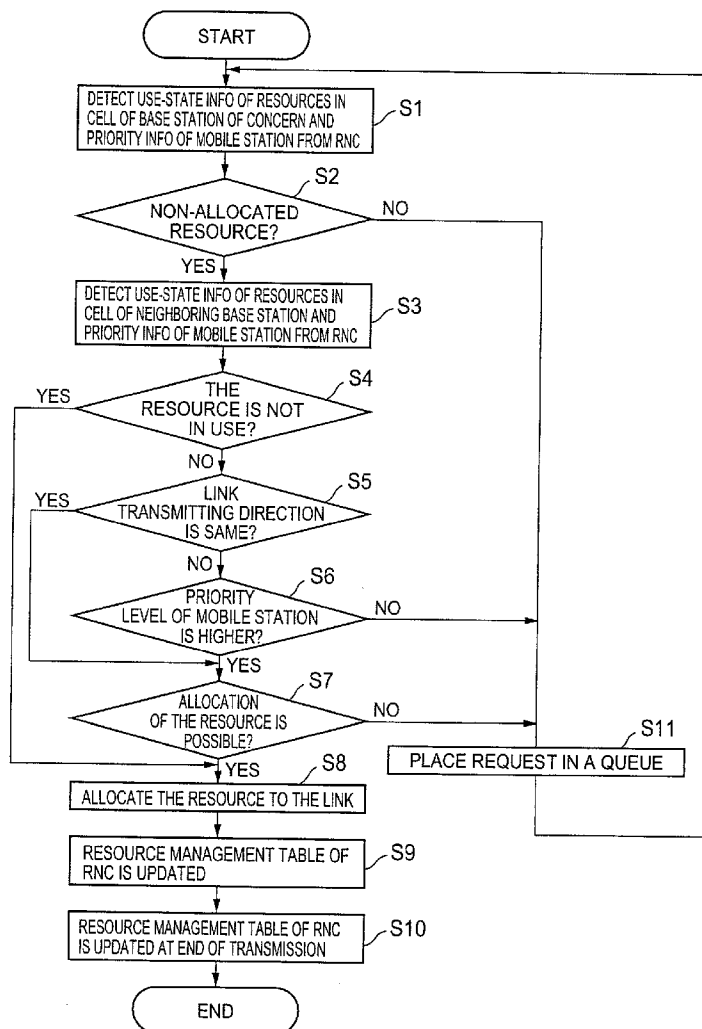 START
DETECT USE-STATE INFO OF RESOURCES IN
CELL OF BASE STATION OF CONCERN AND
PRIORITY INFO OF MOBILE STATION FROM RNC
S1
S2
NON-ALLOCATED
RESOURCE?
NO
YES
DETECT USE-STATE INFO OF RESOURCES IN
CELL OF NEIGHBORING BASE STATION AND
PRIORITY INFO OF MOBILE STATION FROM RNC
S3
S4
YES
THE
RESOURCE IS NOT
IN USE?
NO
S5
YES
LINK
TRANSMITTING DIRECTION
IS SAME?
NO
S6
PRIORITY
LEVEL OF MOBILE STATION
IS HIGHER?
NO
YES
S7
ALLOCATION
OF THE RESOURCE IS
POSSIBLE?
NO
YES
S11
PLACE REQUEST IN A QUEUE
S8
ALLOCATE THE RESOURCE TO THE LINK
RESOURCE MANAGEMENT TABLE OF
RNC IS UPDATED
S9
RESOURCE MANAGEMENT TABLE OF RNC
IS UPDATED AT END OF TRANSMISSION
S10
END